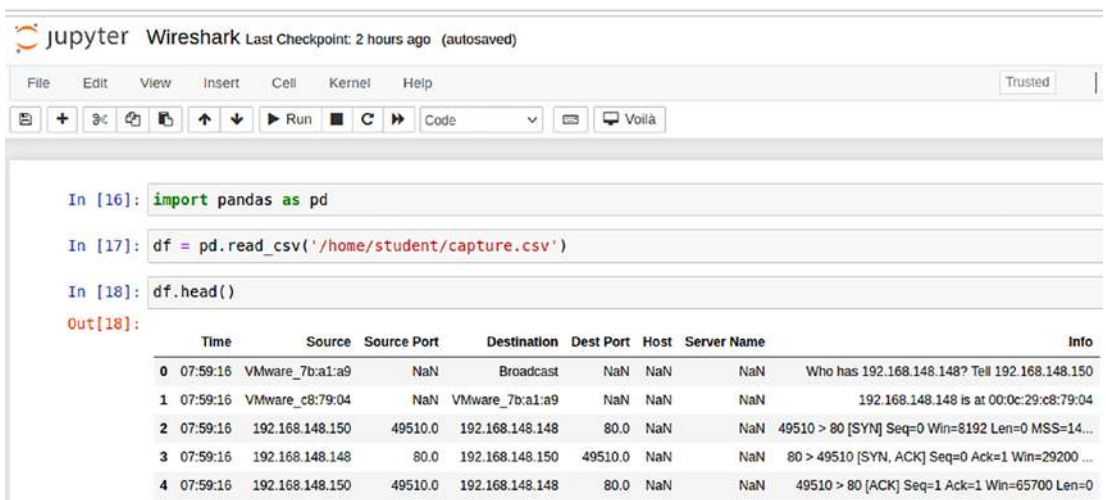 jupyter Wireshark Last Checkpoint: 2 hours ago (autosaved)
File Edit View Insert Cell Kernel Help Trusted
Run Code Voilà
In [16]: import pandas as pd
In [17]: df = pd.read_csv('/home/student/capture.csv')
In [18]: df.head()
Out[18]:
Time Source Source Port Destination Dest Port Host Server Name Info
0 07:59:16 VMware_7b:a1:a9 NaN Broadcast NaN NaN NaN Who has 192.168.148.148? Tell 192.168.148.150
1 07:59:16 VMware_c8:79:04 NaN VMware_7b:a1:a9 NaN NaN NaN 192.168.148.148 is at 00:0c:29:c8:79:04
2 07:59:16 192.168.148.150 49510.0 192.168.148.148 80.0 NaN NaN 49510 > 80 [SYN] Seq=0 Win=8192 Len=0 MSS=14...
3 07:59:16 192.168.148.148 80.0 192.168.148.150 49510.0 NaN NaN 80 > 49510 [SYN, ACK] Seq=0 Ack=1 Win=29200 ...
4 07:59:16 192.168.148.150 49510.0 192.168.148.148 80.0 NaN NaN 49510 > 80 [ACK] Seq=1 Ack=1 Win=65700 Len=0